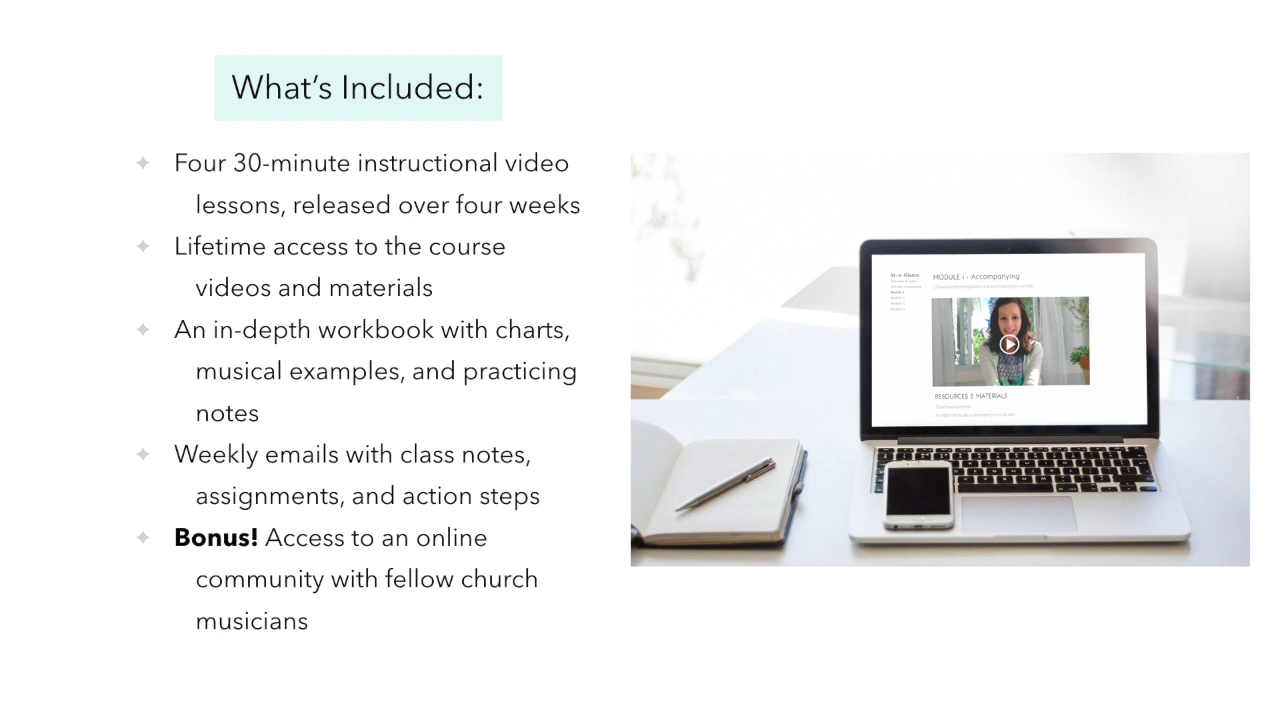 What's Included:
Four 30-minute instructional video
lessons, released over four weeks
Lifetime access to the course
videos and materials
An in-depth workbook with charts,
musical examples, and practicing
notes
Weekly emails with class notes,
assignments, and action steps
Bonus! Access to an online
community with fellow church
musicians
At-a-Glance
MODULE 1 - Accompanying
RESOURCES & MATERIALS